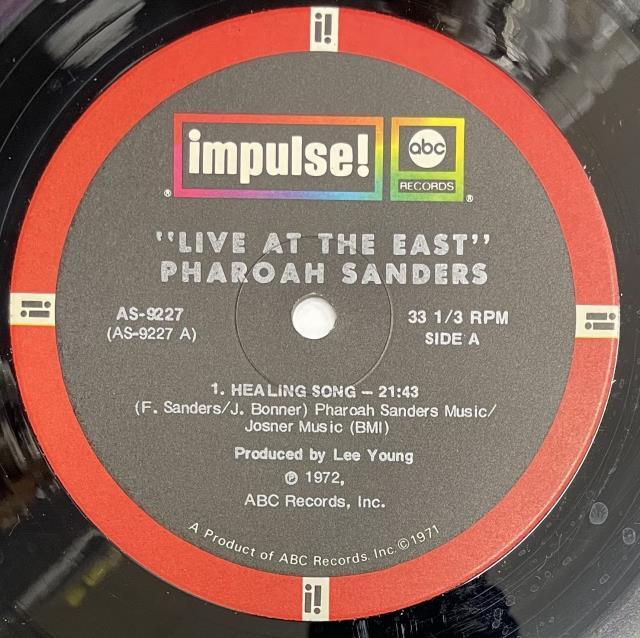 i!
impulse!
abc
RECORDS
®
®
"LIVE AT THE EAST"
PHAROAH SANDERS
AS-9227
(AS-9227 A)
33 1/3 RPM
SIDE A
i!
i!
1. HEALING SONG – 21:43
(F. Sanders/J. Bonner) Pharoah Sanders Music/
Josner Music (BMI)
Produced by Lee Young
℗ 1972,
ABC Records, Inc.
A Product of ABC Records, Inc. © 1971
i!